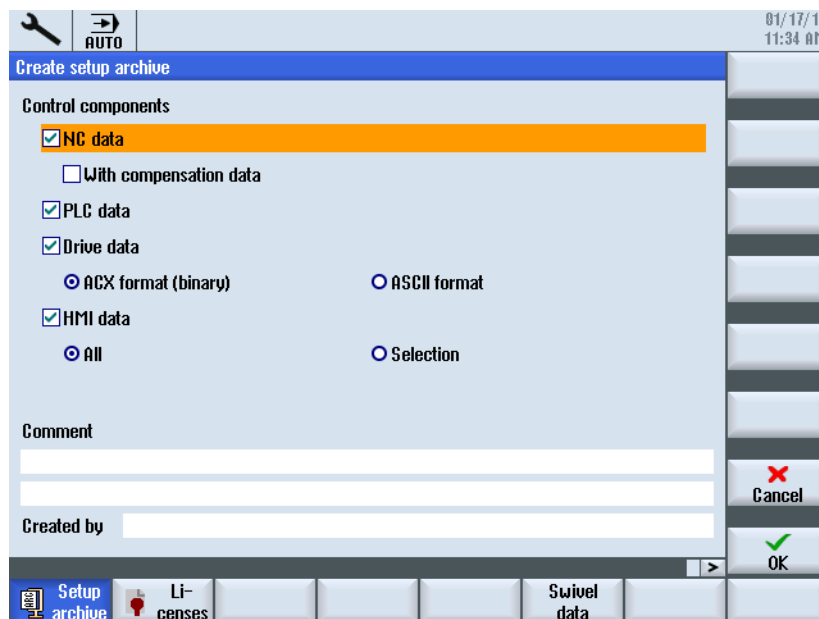 AUTO
01/17/1
11:34 AM
Create setup archive
Control components
NC data
With compensation data
PLC data
Drive data
ACX format (binary)
ASCII format
HMI data
All
Selection
Comment
Cancel
Created by
OK
>
Setup
archive
Li-
censes
Swivel
data